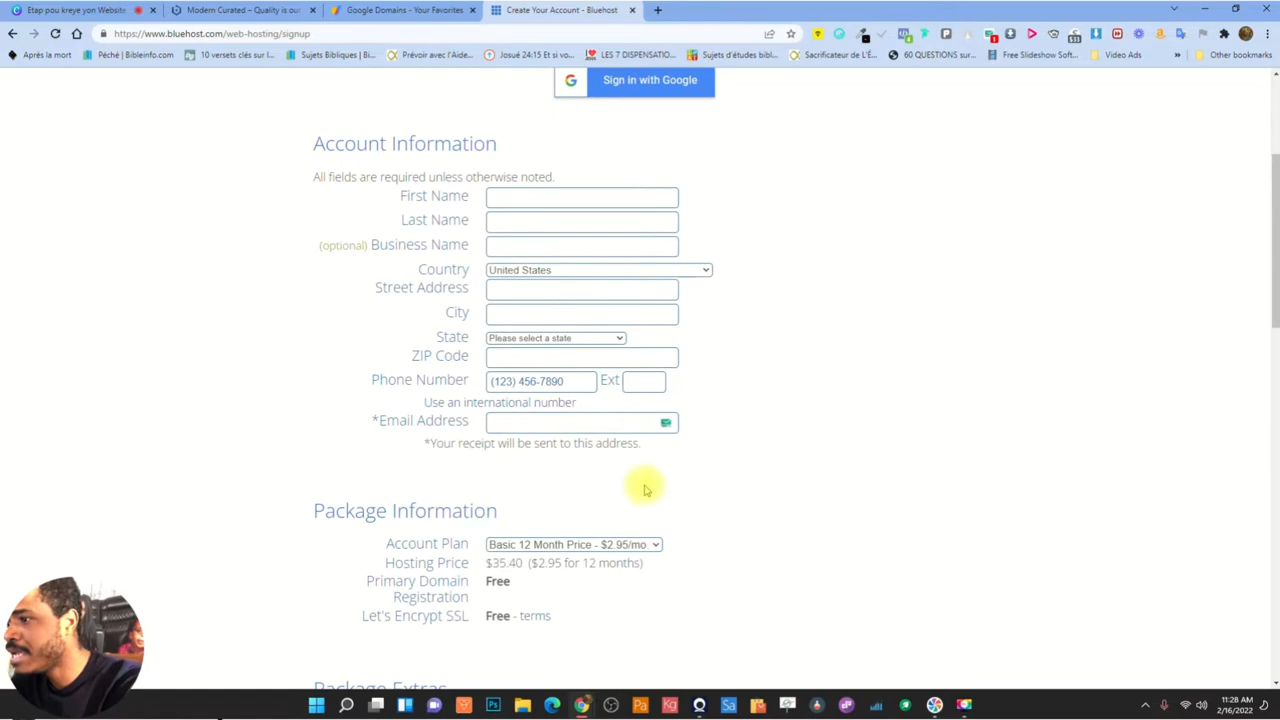 Etap pou kreye yon Website
Modern Curated – Quality is our
Google Domains - Your Favorites
Create Your Account - Bluehost
https://www.bluehost.com/web-hosting/signup
Après la mort
Péché | Bibleinfo.com
10 versets clés sur l...
Sujets Bibliques | Bi...
Prévoir avec l'Aide...
Josué 24:15 Et si vo...
LES 7 DISPENSATIO...
Sujets d'études bibl...
Sacrificateur de L'É...
60 QUESTIONS sur...
Free Slideshow Soft...
Video Ads
Other bookmarks
Sign in with Google
Account Information
All fields are required unless otherwise noted.
First Name
Last Name
(optional) Business Name
Country United States
Street Address
City
State Please select a state
ZIP Code
Phone Number (123) 456-7890 Ext
Use an international number
*Email Address
*Your receipt will be sent to this address.
Package Information
Account Plan Basic 12 Month Price - $2.95/mo.
Hosting Price $35.40 ($2.95 for 12 months)
Primary Domain Free
Registration
Let's Encrypt SSL Free - terms
Package Extras
11:28 AM
2/16/2022